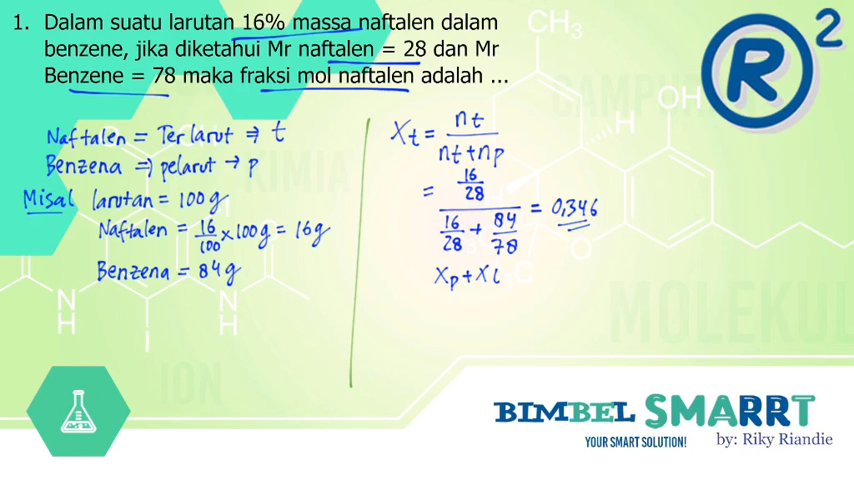 1. Dalam suatu larutan 16% massa naftalen dalam
benzene, jika diketahui Mr naftalen = 28 dan Mr
Benzene = 78 maka fraksi mol naftalen adalah ...
R 2
CH3
CAMPUR
OH
H
KIMIA
Naftalen = Terlarut ⇒ t
Benzena ⇒ pelarut → p
Misal larutan = 100 g
Naftalen = 16/100 × 100 g = 16 g
Benzena = 84 g
Xt = nt / nt + np
= 16/28 / 16/28 + 84/78 = 0,346
Xp + X
O
N
H
N
H
I
ION
MOLEKUL
BIMBEL SMARRT
YOUR SMART SOLUTION!
by: Riky Riandie